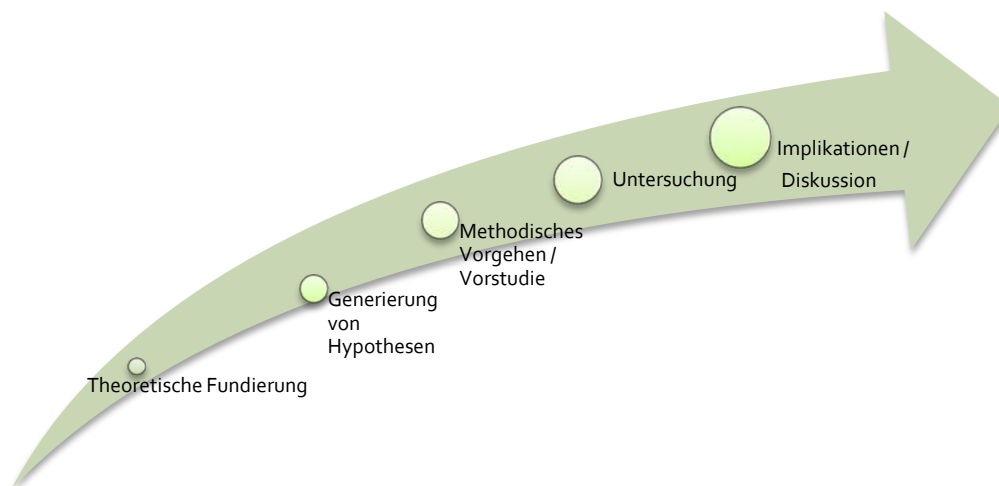 Theoretische Fundierung
Generierung
von
Hypothesen
Methodisches
Vorgehen /
Vorstudie
Untersuchung
Implikationen /
Diskussion